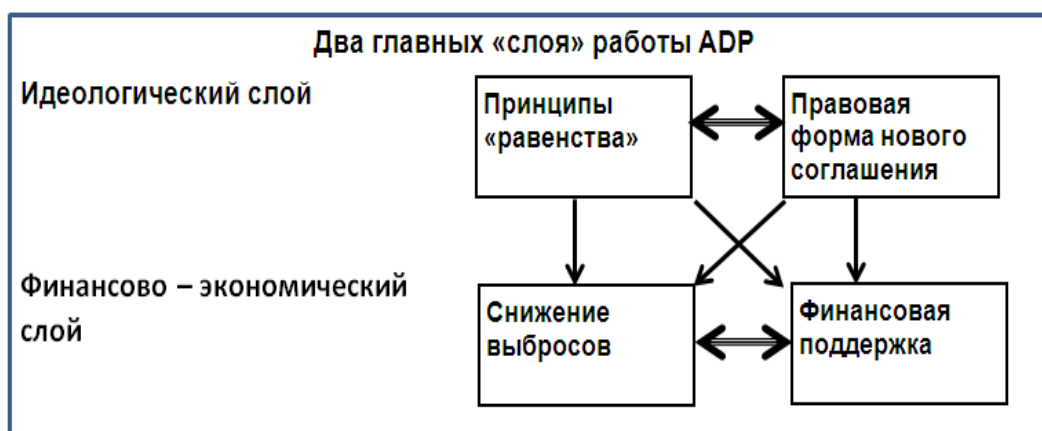 Два главных «слоя» работы ADP
Идеологический слой
Принципы
«равенства»
Правовая
форма нового
соглашения
Финансово – экономический
слой
Снижение
выбросов
Финансовая
поддержка